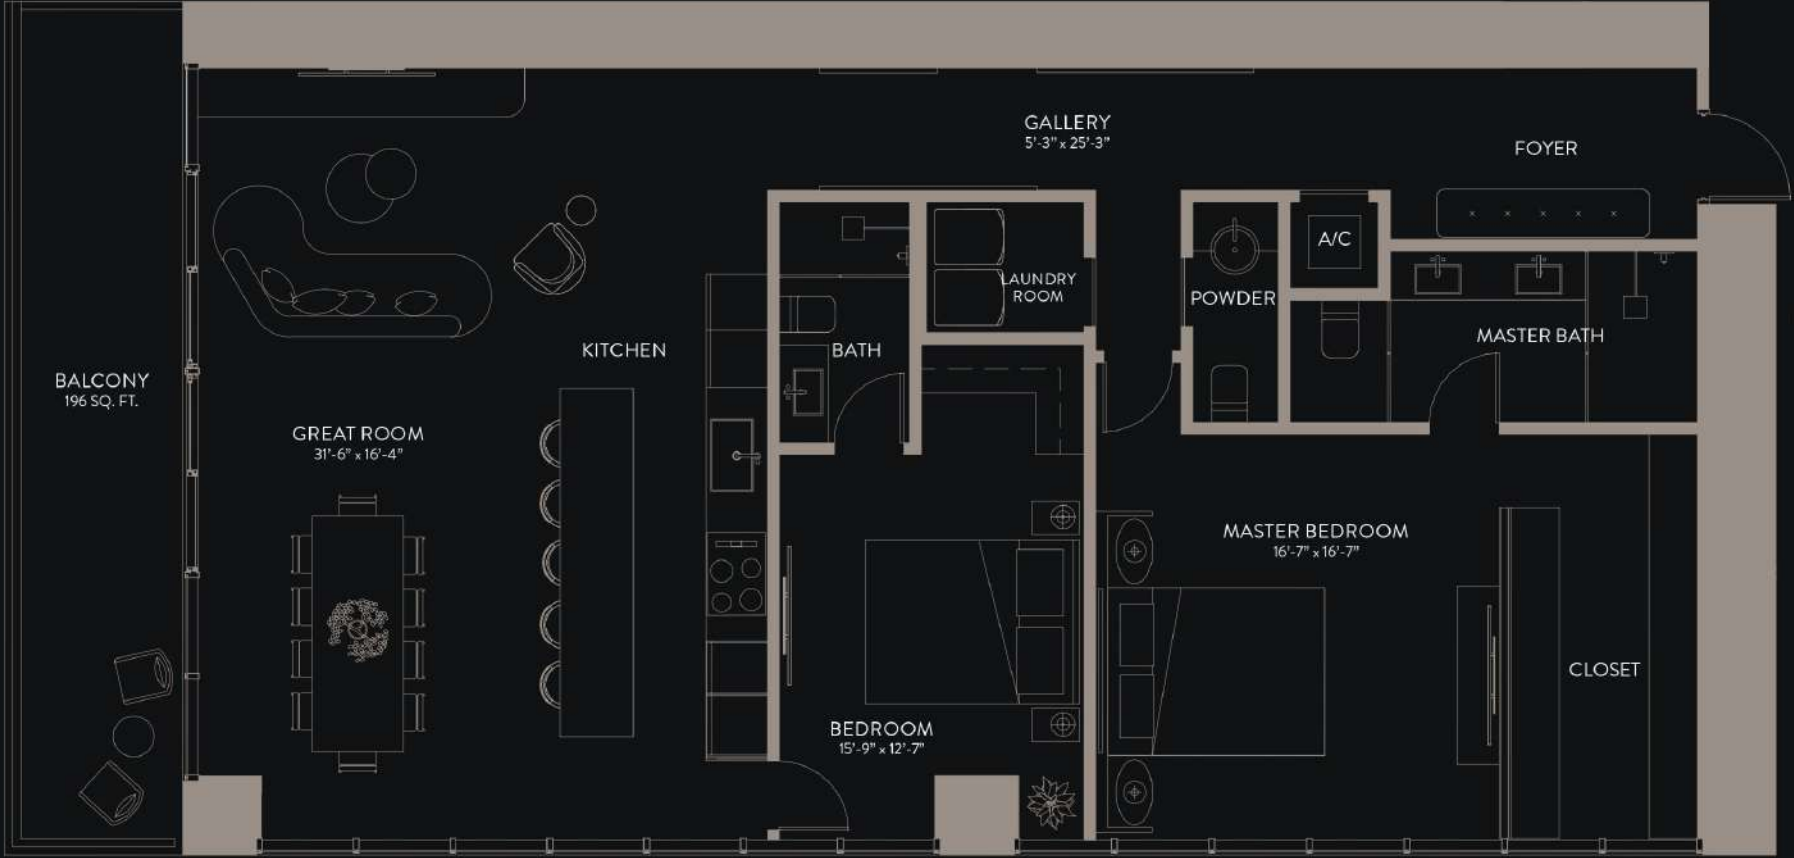 GALLERY
5'-3" x 25'-3"
FOYER
A/C
LAUNDRY
ROOM
POWDER
KITCHEN
BATH
MASTER BATH
BALCONY
196 SQ. FT.
GREAT ROOM
31'-6" x 16'-4"
MASTER BEDROOM
16'-7" x 16'-7"
CLOSET
BEDROOM
15'-9" x 12'-7"